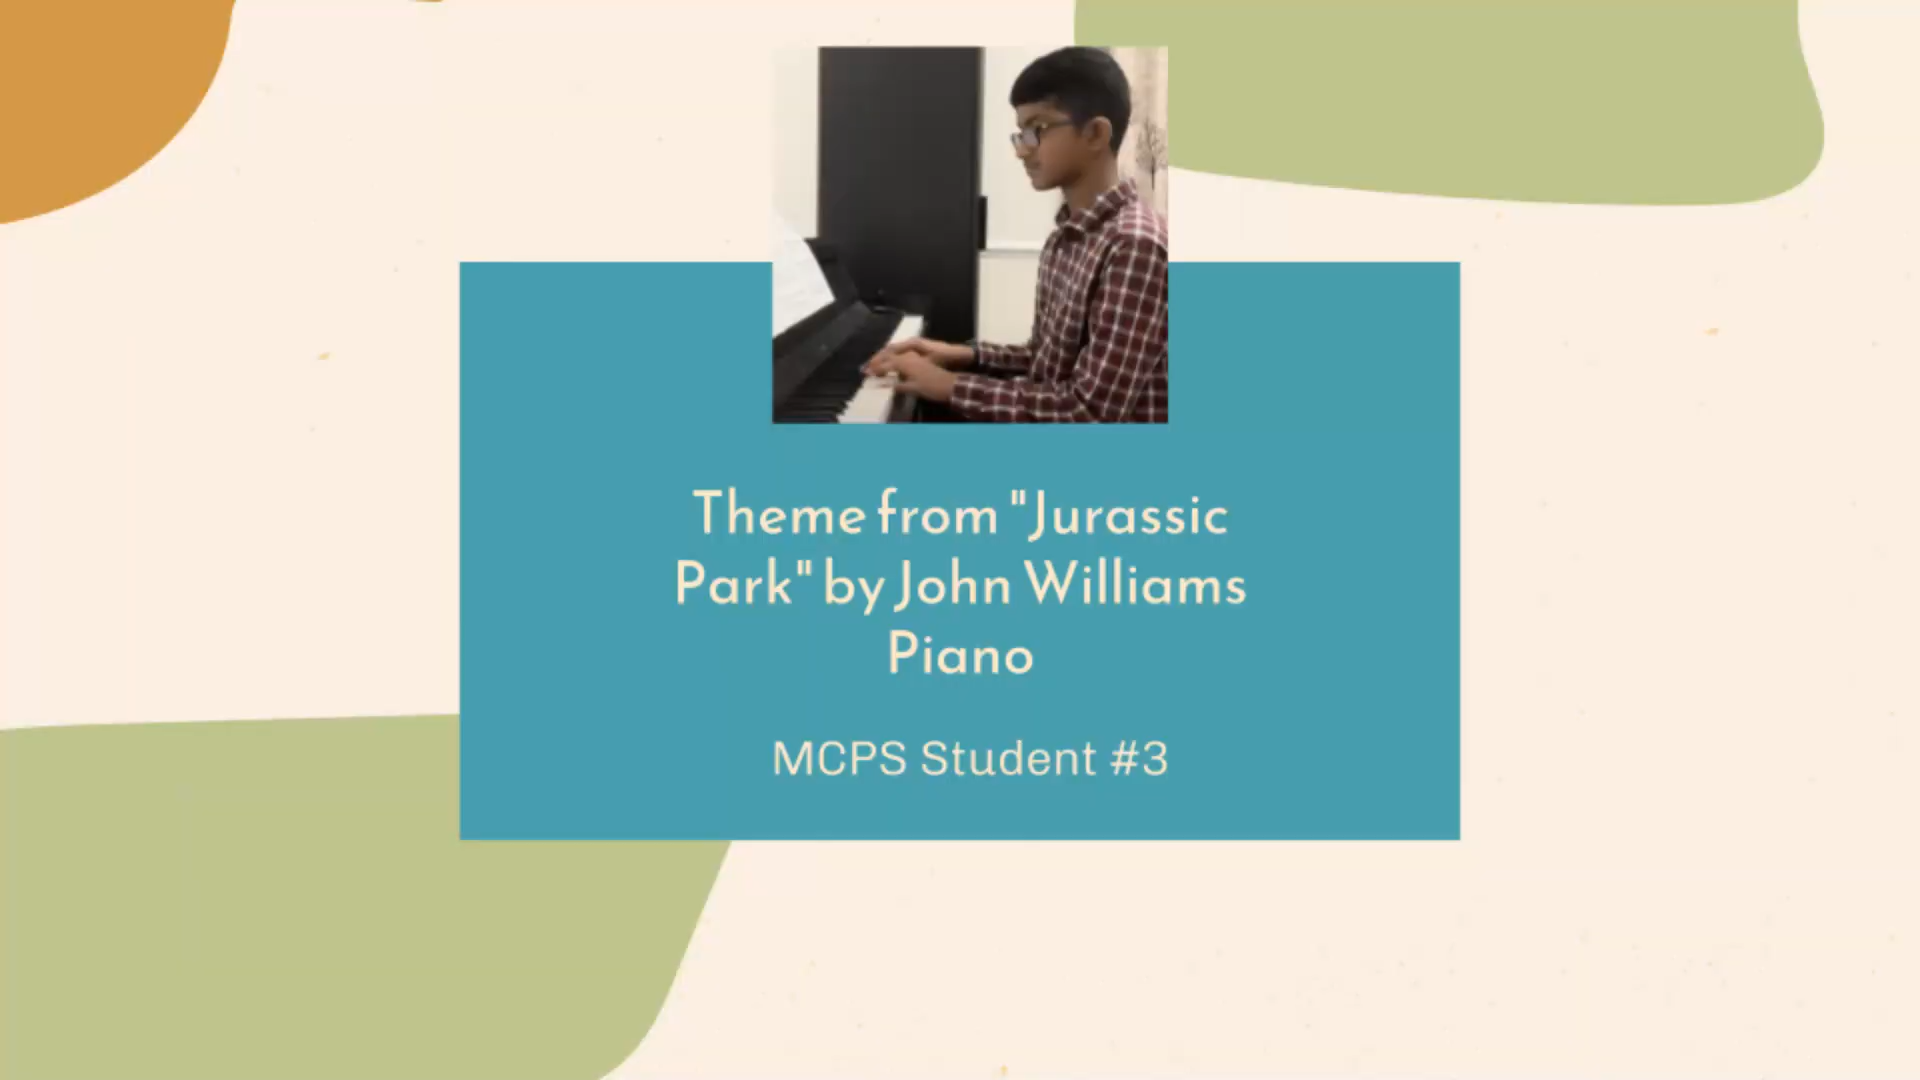 Theme from "Jurassic
Park" by John Williams
Piano
MCPS Student #3